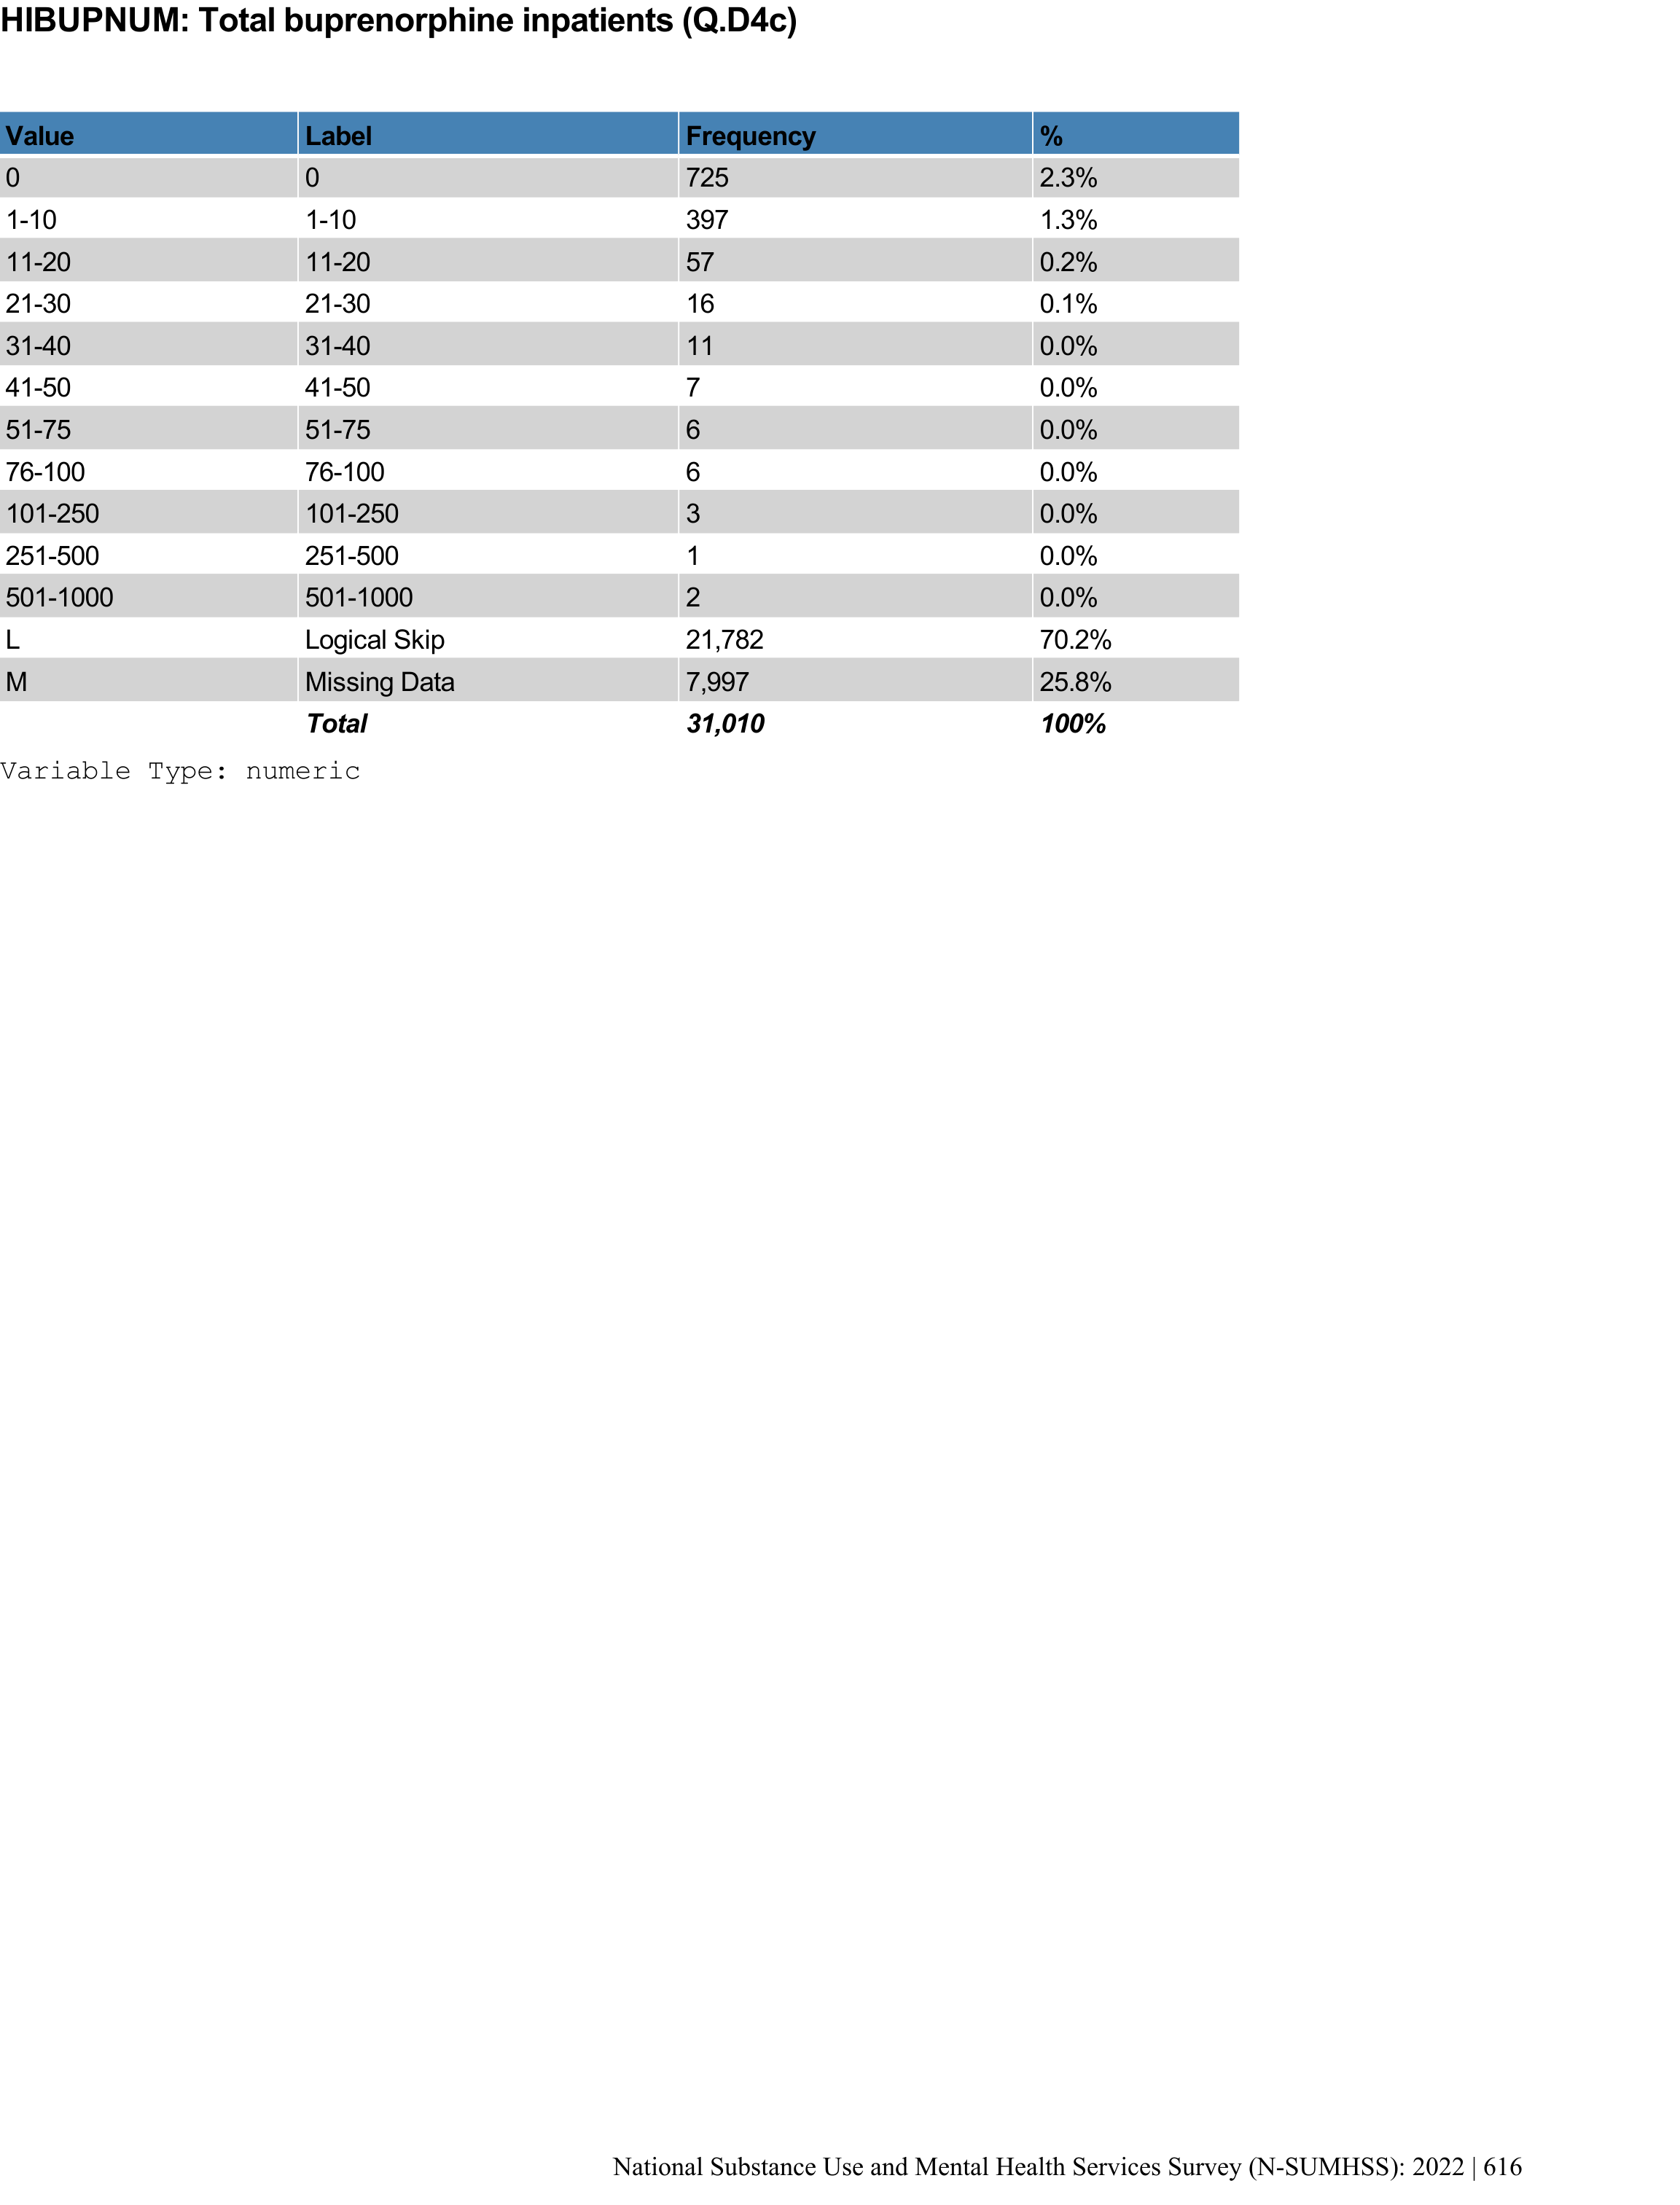 HIBUPNUM: Total buprenorphine inpatients (Q.D4c)
Value Label Frequency %
0 0 725 2.3%
1-10 1-10 397 1.3%
11-20 11-20 57 0.2%
21-30 21-30 16 0.1%
31-40 31-40 11 0.0%
41-50 41-50 7 0.0%
51-75 51-75 6 0.0%
76-100 76-100 6 0.0%
101-250 101-250 3 0.0%
251-500 251-500 1 0.0%
501-1000 501-1000 2 0.0%
L Logical Skip 21,782 70.2%
M Missing Data 7,997 25.8%
Total 31,010 100%
Variable Type: numeric
National Substance Use and Mental Health Services Survey (N-SUMHSS): 2022 | 616